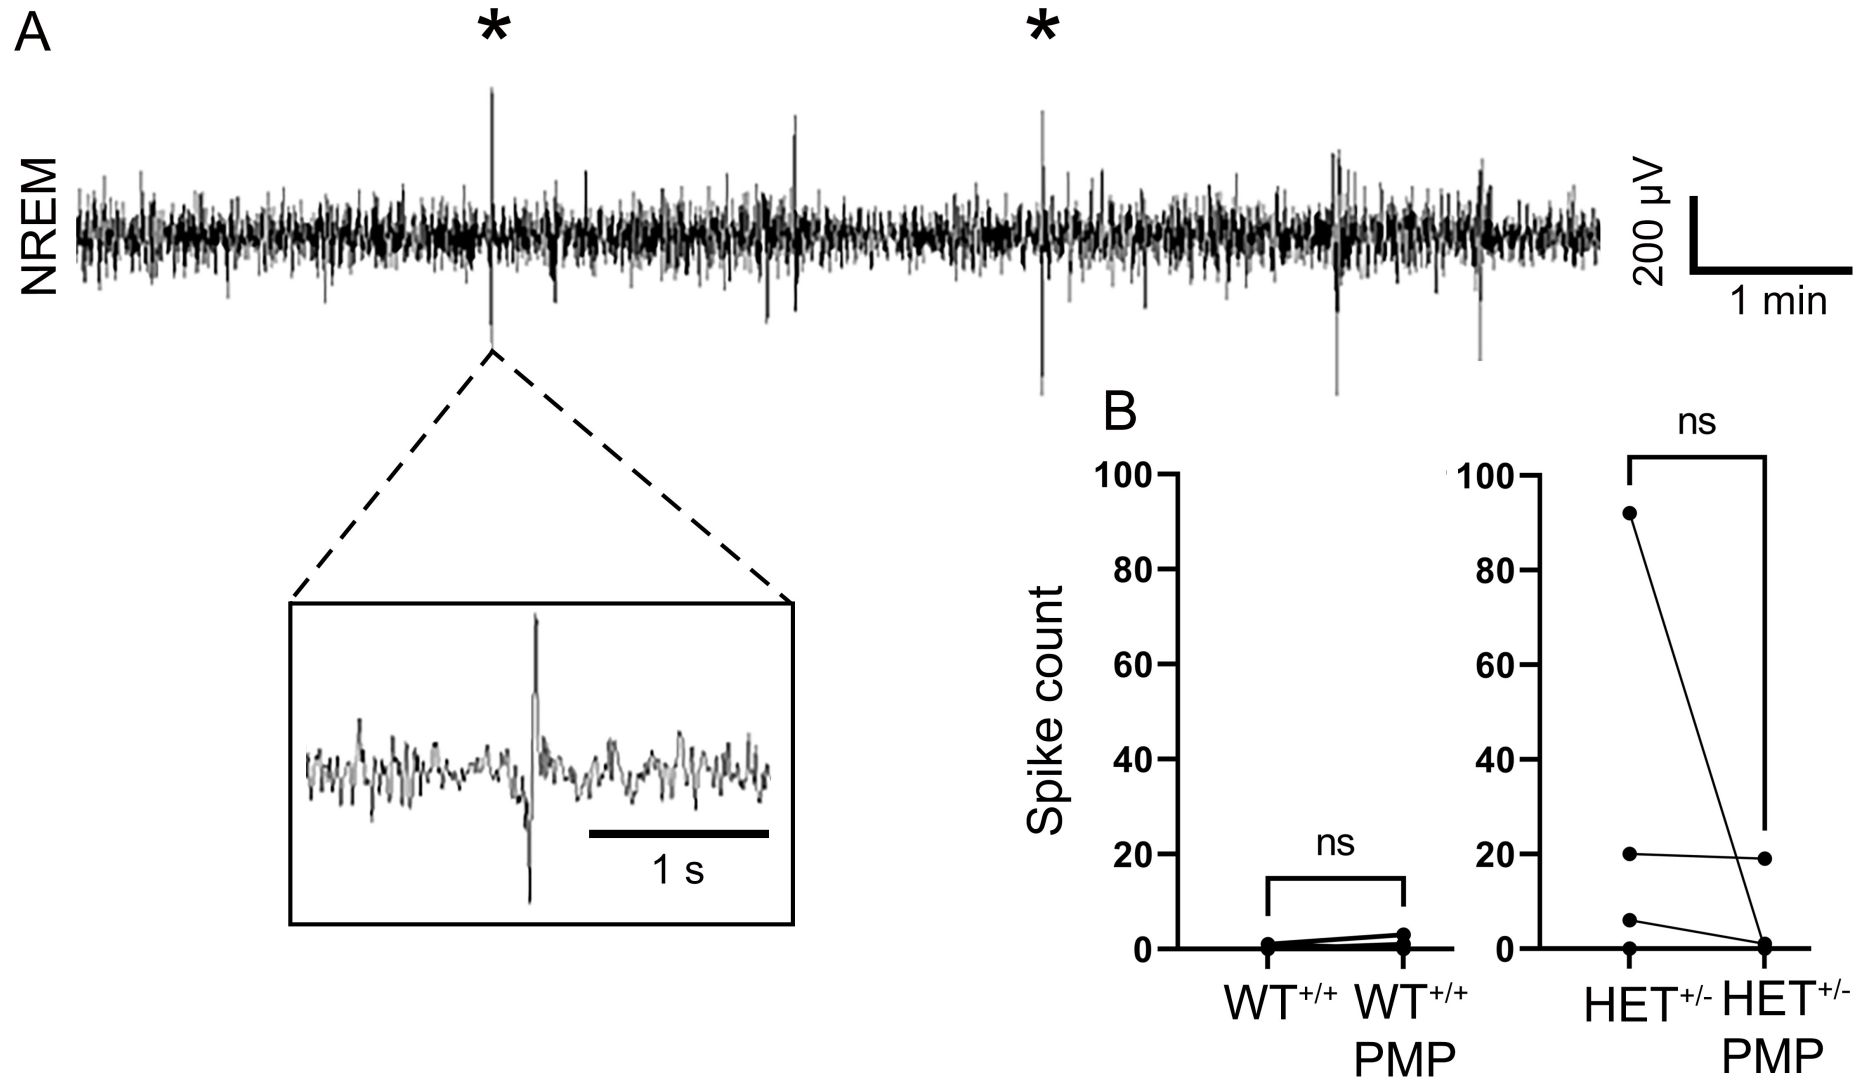 A
*
*
NREM
200 µV
1 min
1 s
B
Spike count
100
80
60
40
20
0
ns
WT+/+
WT+/+
PMP
100
80
60
40
20
0
ns
HET+/-
HET+/-
PMP